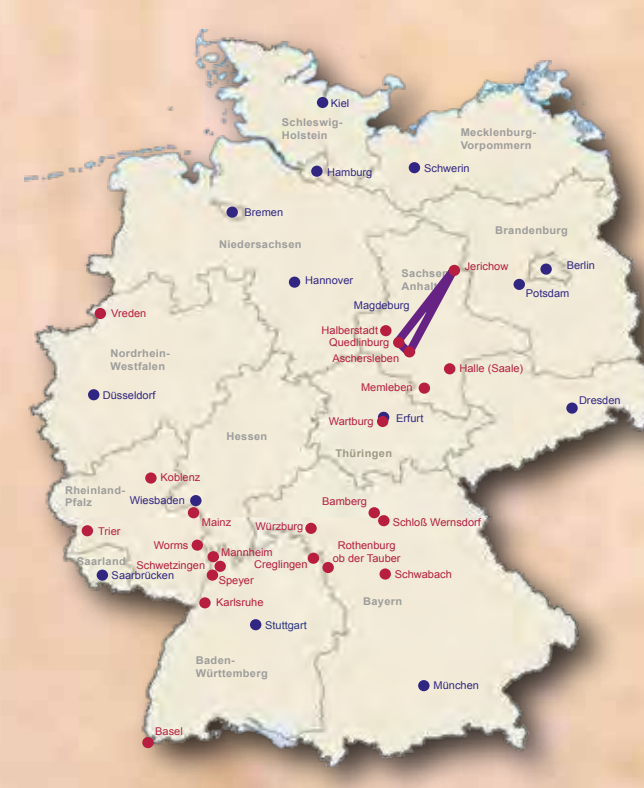 Kiel
Schleswig-
Holstein
Mecklenburg-
Vorpommern
Hamburg
Schwerin
Bremen
Brandenburg
Niedersachsen
Jerichow
Berlin
Sachsen
Anhalt
Hannover
Potsdam
Magdeburg
Vreden
Halberstadt
Quedlinburg
Aschersleben
Nordrhein-
Westfalen
Halle (Saale)
Memleben
Düsseldorf
Dresden
Wartburg
Erfurt
Hessen
Thüringen
Koblenz
Rheinland-
Pfalz
Wiesbaden
Bamberg
Mainz
Schloß Wernsdorf
Würzburg
Trier
Worms
Rothenburg
ob der Tauber
Mannheim
Creglingen
Saarland
Schwetzingen
Saarbrücken
Speyer
Schwabach
Karlsruhe
Bayern
Stuttgart
Baden-
Württemberg
München
Basel